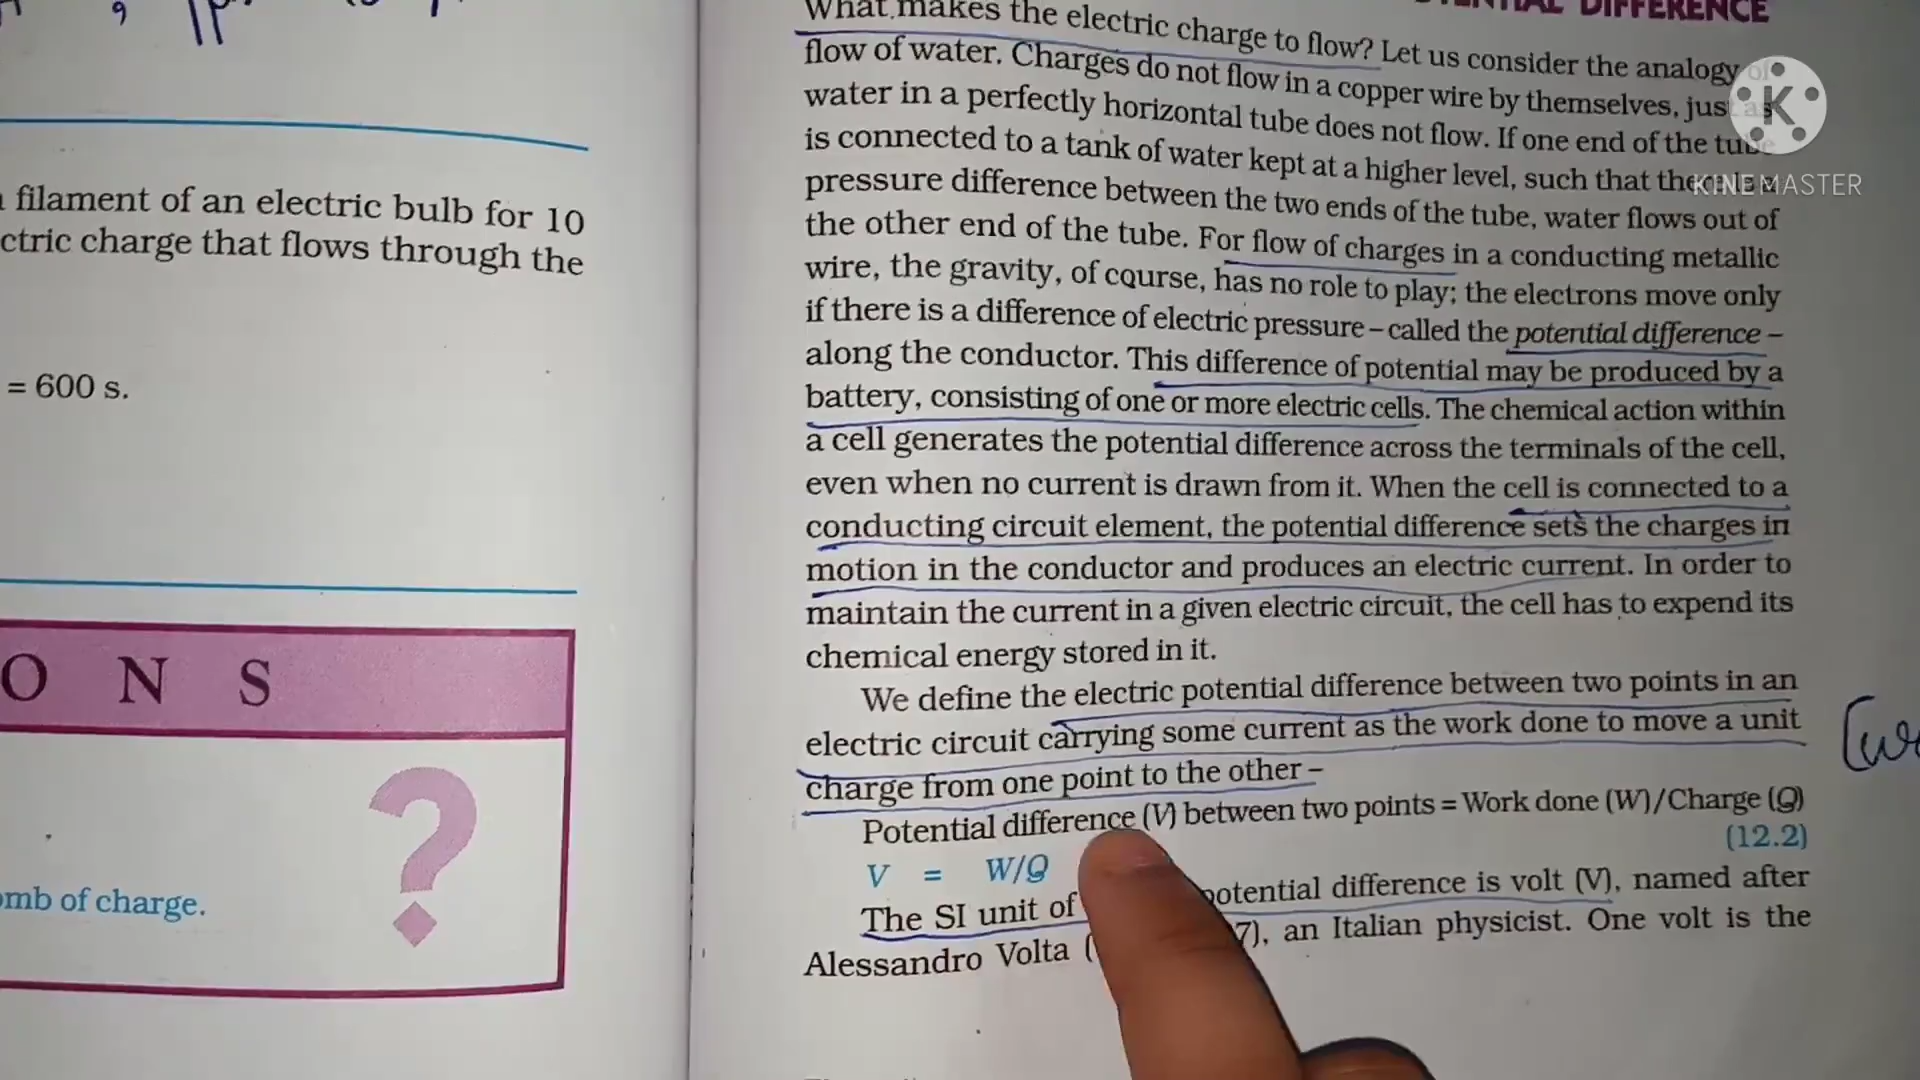 filament of an electric bulb for 10
ctric charge that flows through the
= 600 s.
O N S
?
omb of charge.
POTENTIAL DIFFERENCE
What makes the electric charge to flow? Let us consider the analogy of
flow of water. Charges do not flow in a copper wire by themselves, just as
water in a perfectly horizontal tube does not flow. If one end of the tube
is connected to a tank of water kept at a higher level, such that there is a
pressure difference between the two ends of the tube, water flows out of
the other end of the tube. For flow of charges in a conducting metallic
wire, the gravity, of course, has no role to play; the electrons move only
if there is a difference of electric pressure – called the potential difference –
along the conductor. This difference of potential may be produced by a
battery, consisting of one or more electric cells. The chemical action within
a cell generates the potential difference across the terminals of the cell,
even when no current is drawn from it. When the cell is connected to a
conducting circuit element, the potential difference sets the charges in
motion in the conductor and produces an electric current. In order to
maintain the current in a given electric circuit, the cell has to expend its
chemical energy stored in it.
We define the electric potential difference between two points in an
electric circuit carrying some current as the work done to move a unit
charge from one point to the other –
Potential difference (V) between two points = Work done (W)/Charge (Q)
V = W/Q (12.2)
The SI unit of potential difference is volt (V), named after
Alessandro Volta ( 7), an Italian physicist. One volt is the
K
KINEMASTER